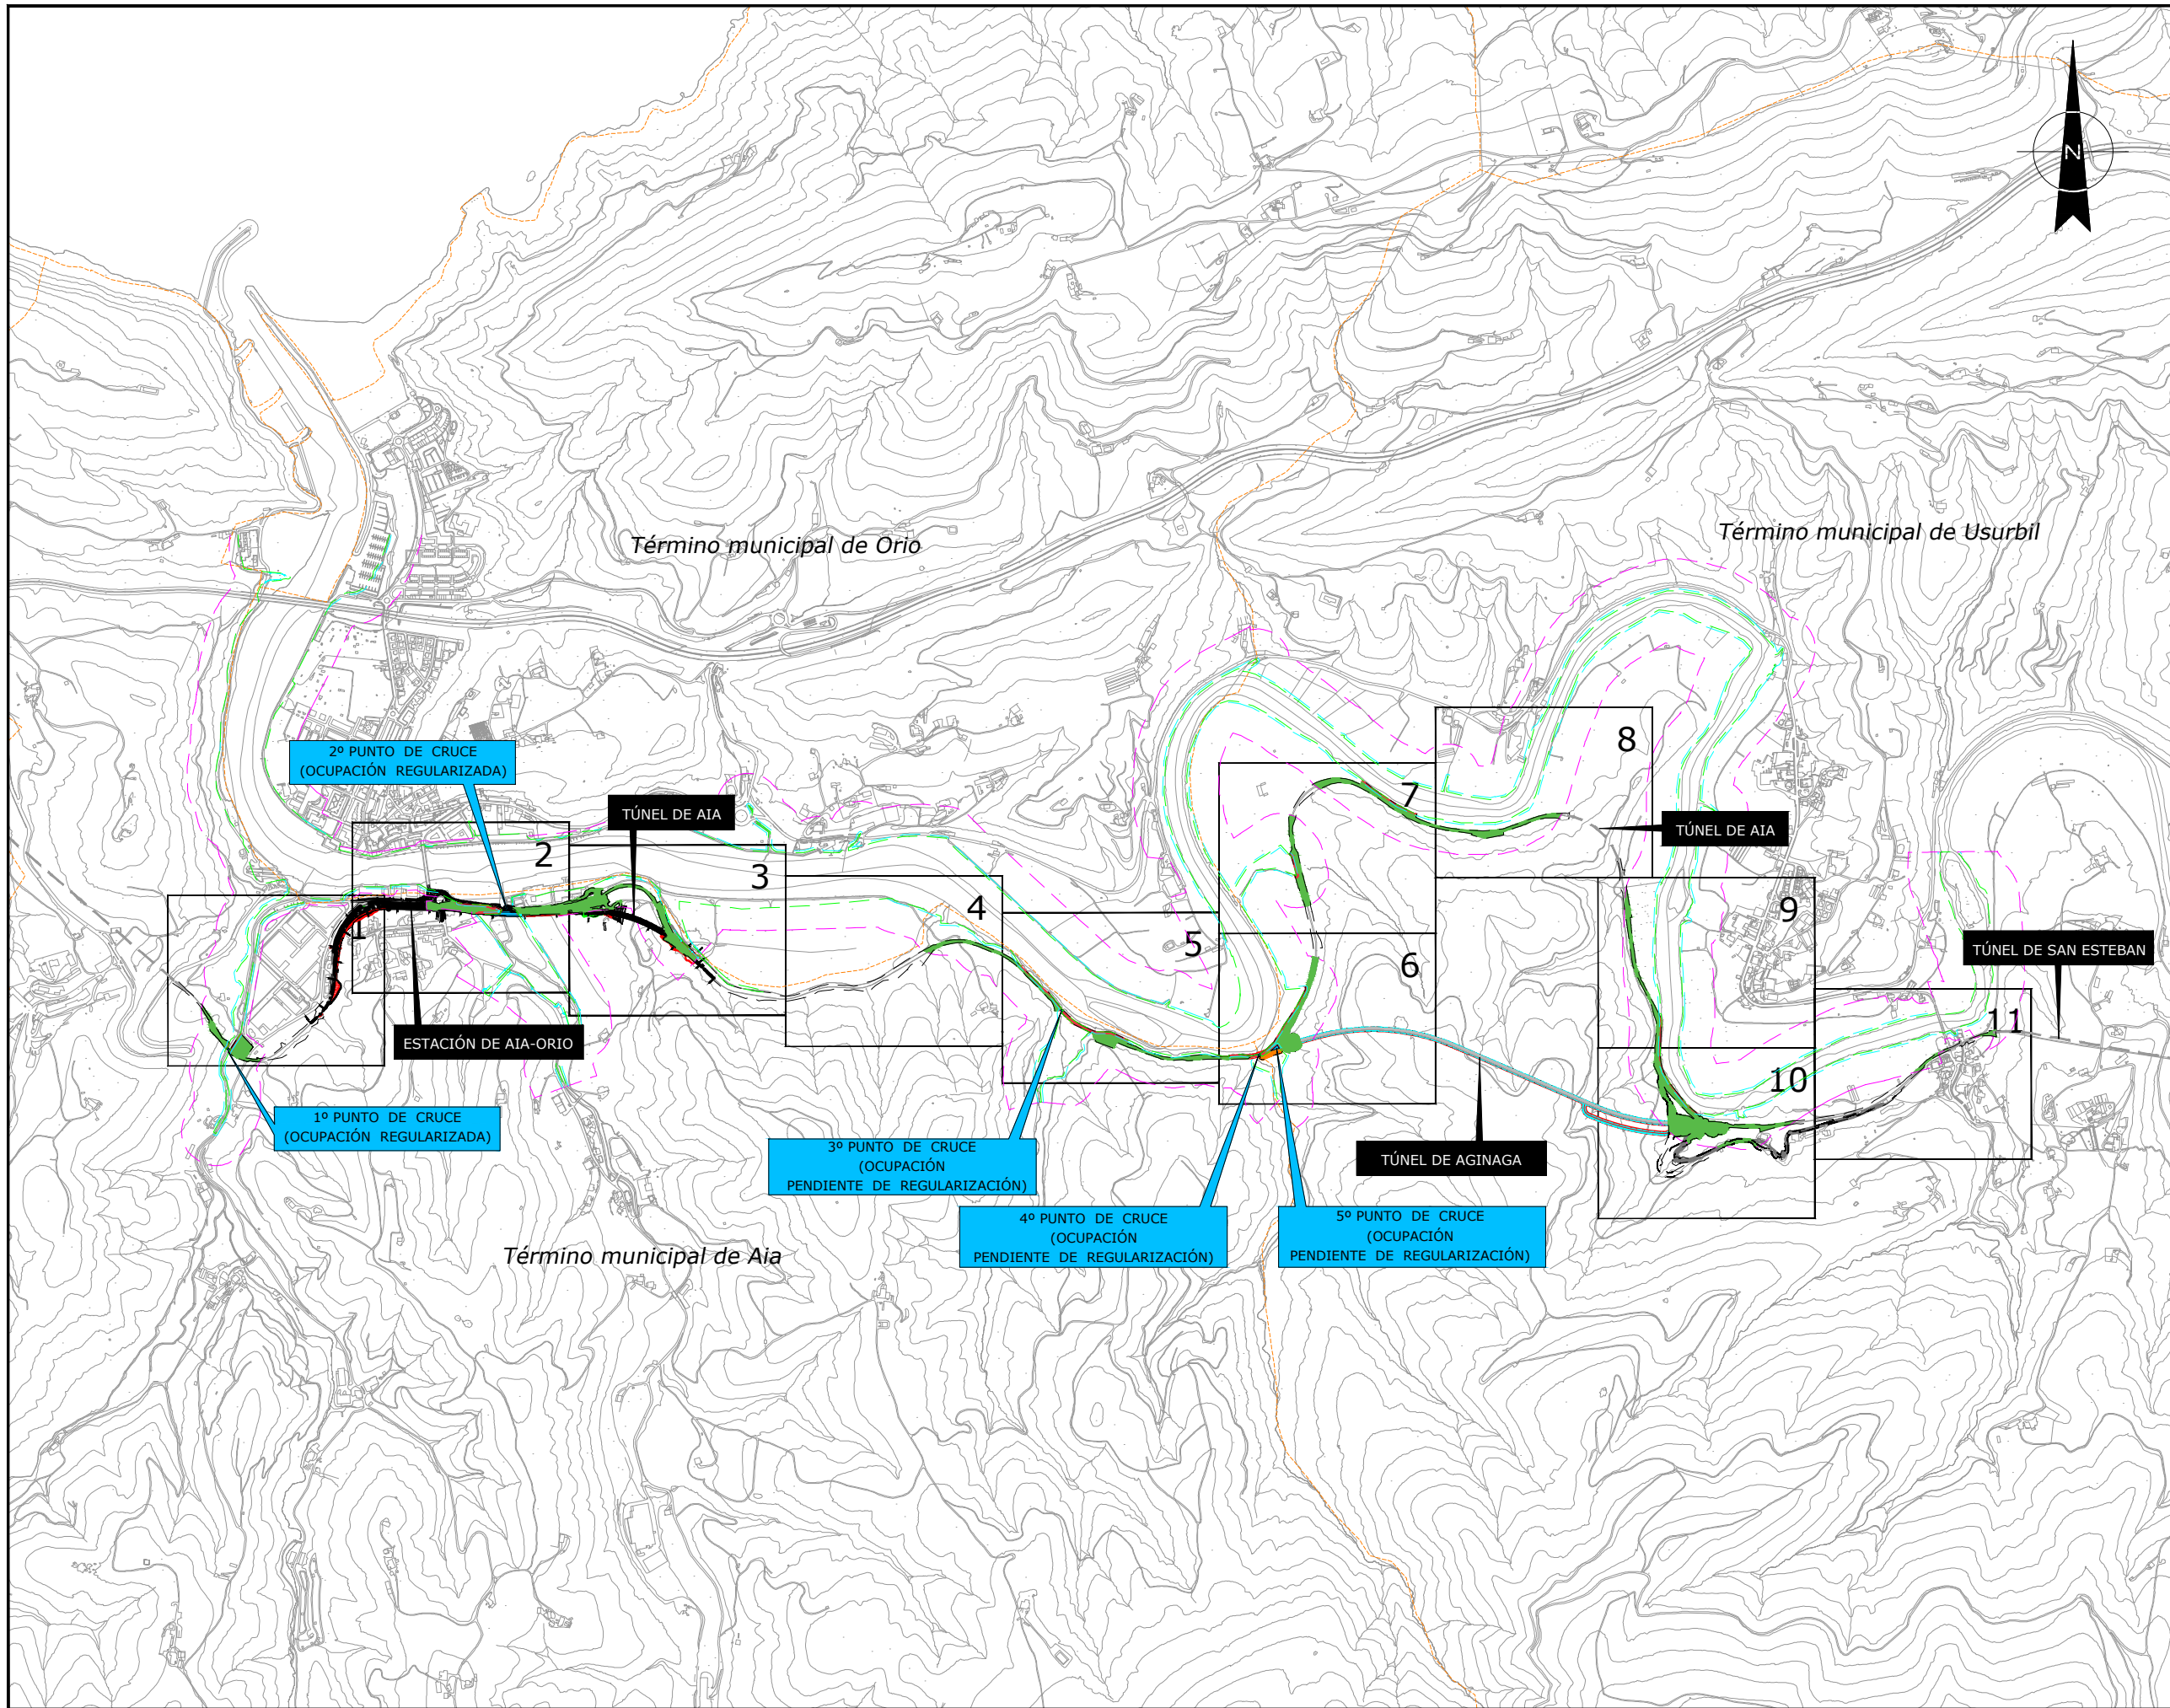 N
Término municipal de Orio
Término municipal de Usurbil
8
2º PUNTO DE CRUCE
(OCUPACIÓN REGULARIZADA)
7
TÚNEL DE AIA
TÚNEL DE AIA
2
3
4
9
1
5
6
TÚNEL DE SAN ESTEBAN
11
ESTACIÓN DE AIA-ORIO
10
1º PUNTO DE CRUCE
(OCUPACIÓN REGULARIZADA)
3º PUNTO DE CRUCE
(OCUPACIÓN
PENDIENTE DE REGULARIZACIÓN)
TÚNEL DE AGINAGA
4º PUNTO DE CRUCE
(OCUPACIÓN
PENDIENTE DE REGULARIZACIÓN)
5º PUNTO DE CRUCE
(OCUPACIÓN
PENDIENTE DE REGULARIZACIÓN)
Término municipal de Aia